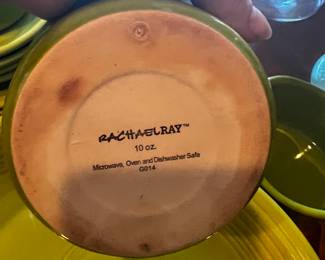 RACHAELRAY™
10 oz.
Microwave, Oven and Dishwasher Safe
G014